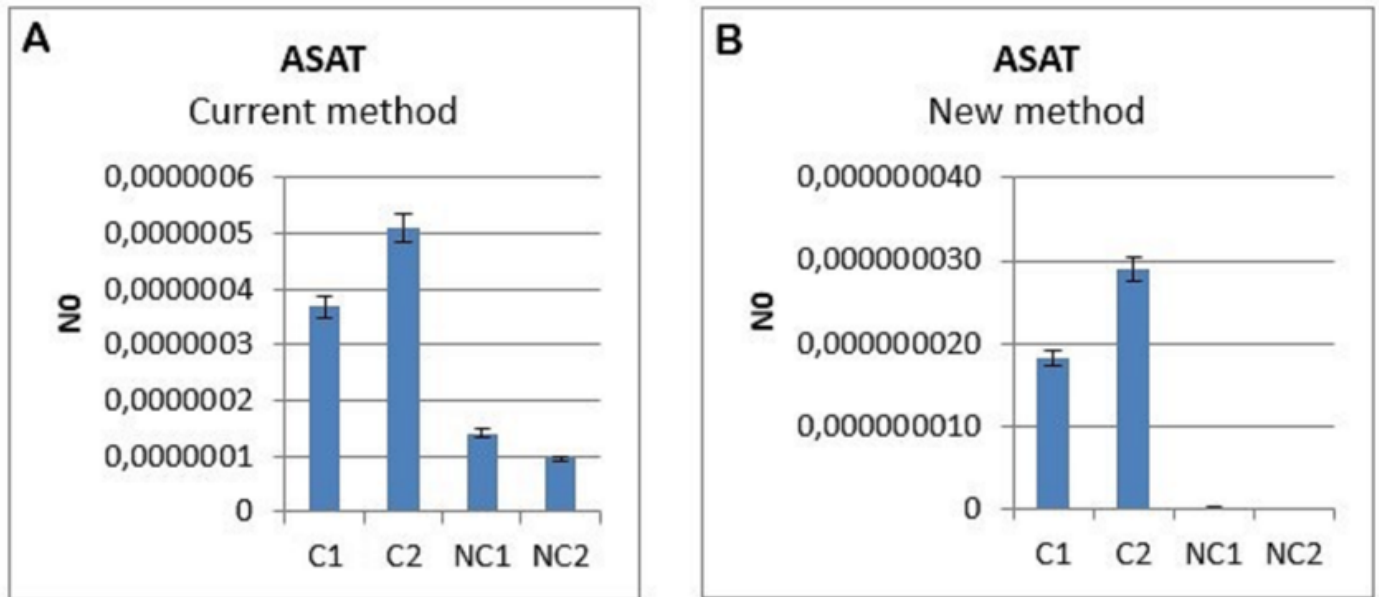 A
ASAT
Current method
0,0000006
0,0000005
0,0000004
0,0000003
0,0000002
0,0000001
0
N0
C1 C2 NC1 NC2
B
ASAT
New method
0,000000040
0,000000030
0,000000020
0,000000010
0
N0
C1 C2 NC1 NC2